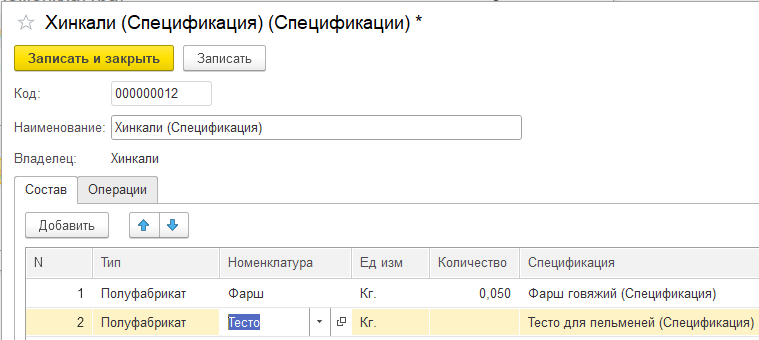 Хинкали (Спецификация) (Спецификации) *
Записать и закрыть Записать
Код: 000000012
Наименование: Хинкали (Спецификация)
Владелец: Хинкали
Состав Операции
Добавить
N Тип Номенклатура Ед изм Количество Спецификация
1 Полуфабрикат Фарш Кг. 0,050 Фарш говяжий (Спецификация)
2 Полуфабрикат Тесто Кг. Тесто для пельменей (Спецификация)